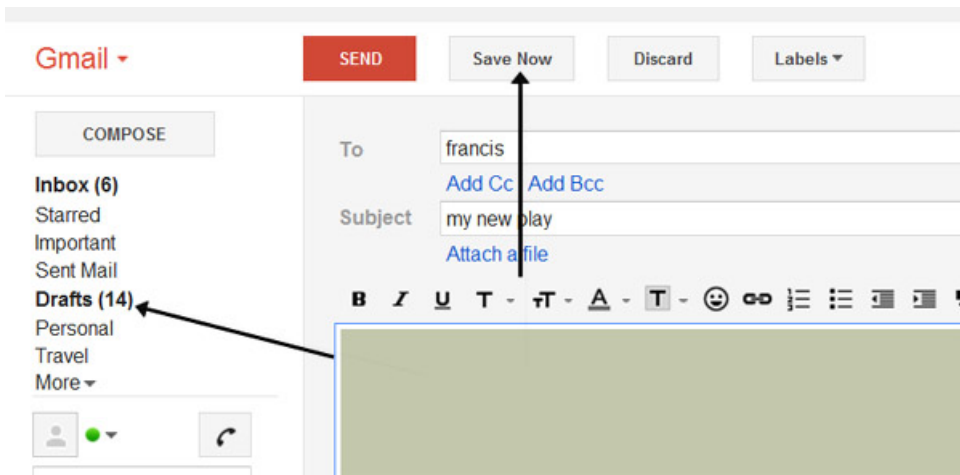 Gmail
SEND
Save Now
Discard
Labels
COMPOSE
Inbox (6)
Starred
Important
Sent Mail
Drafts (14)
Personal
Travel
More
To
francis
Add Cc Add Bcc
Subject
my new play
Attach a file
B I U T T A T